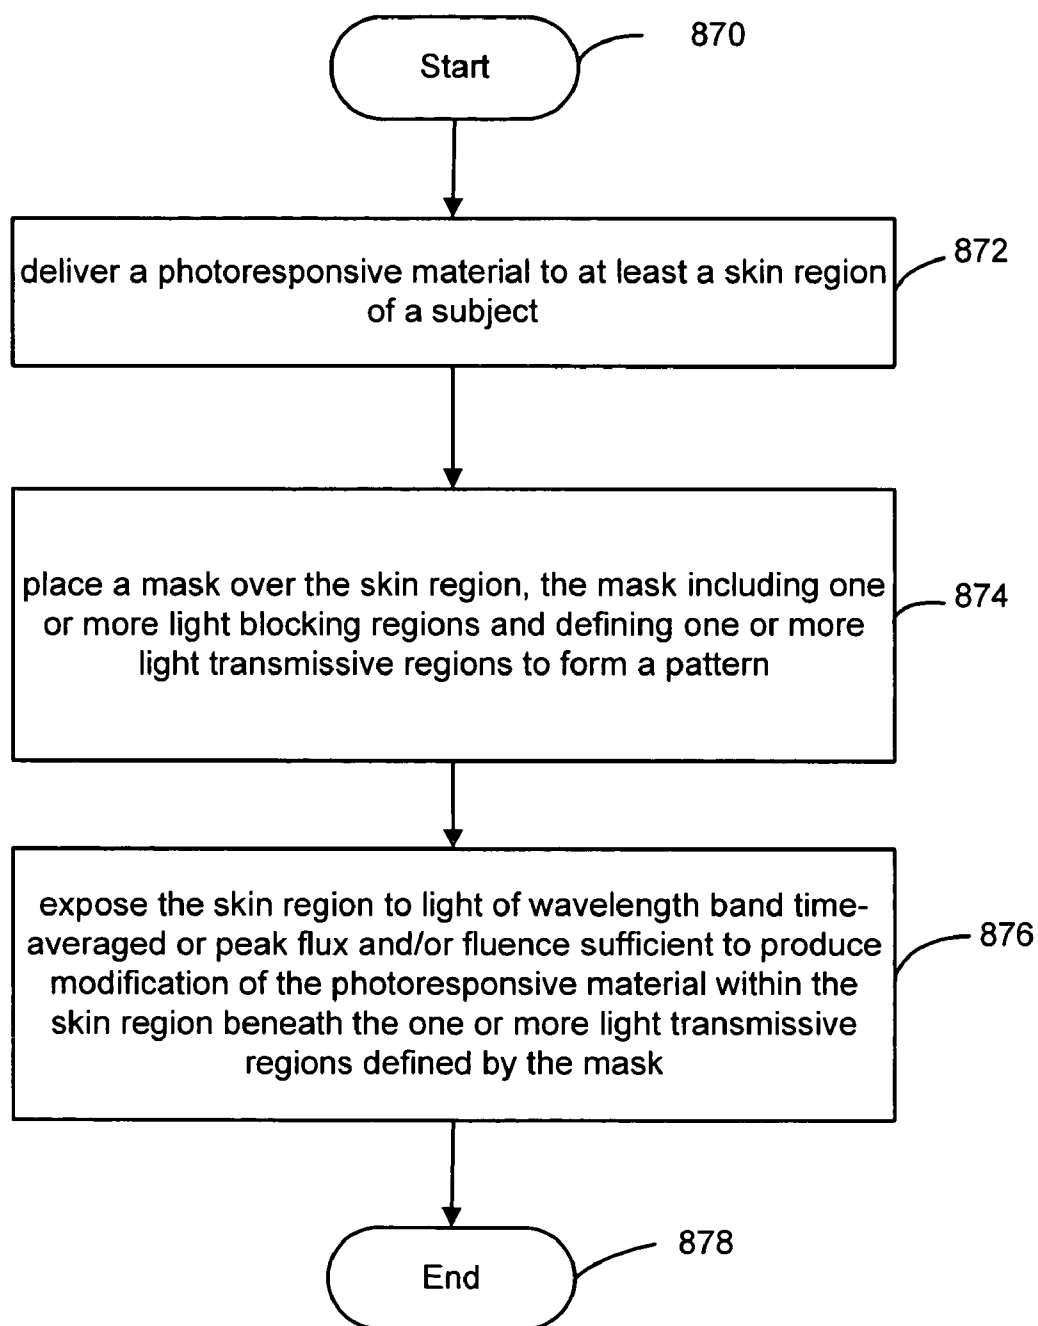 Start
870
deliver a photoresponsive material to at least a skin region
of a subject
872
place a mask over the skin region, the mask including one
or more light blocking regions and defining one or more
light transmissive regions to form a pattern
874
expose the skin region to light of wavelength band time-
averaged or peak flux and/or fluence sufficient to produce
modification of the photoresponsive material within the
skin region beneath the one or more light transmissive
regions defined by the mask
876
End
878